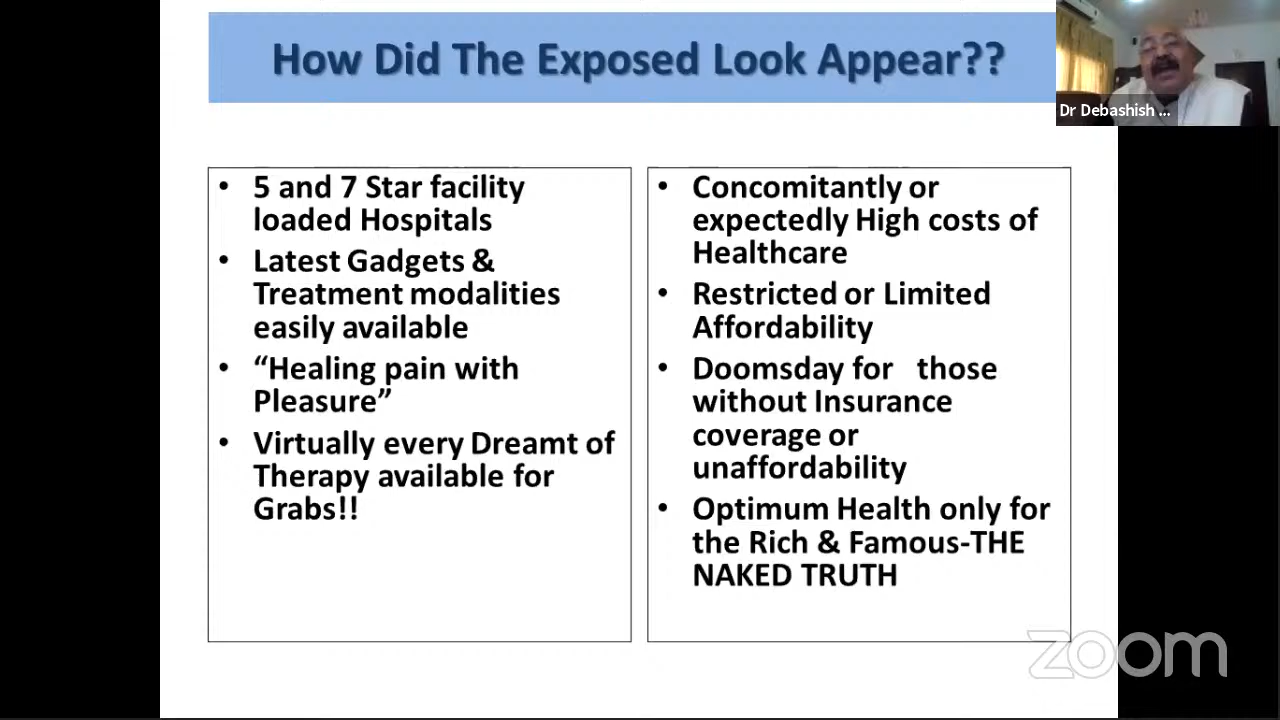 How Did The Exposed Look Appear??
Dr Debashish ...
• 5 and 7 Star facility
loaded Hospitals
• Latest Gadgets &
Treatment modalities
easily available
• “Healing pain with
Pleasure”
• Virtually every Dreamt of
Therapy available for
Grabs!!
• Concomitantly or
expectedly High costs of
Healthcare
• Restricted or Limited
Affordability
• Doomsday for those
without Insurance
coverage or
unaffordability
• Optimum Health only for
the Rich & Famous-THE
NAKED TRUTH
zoom